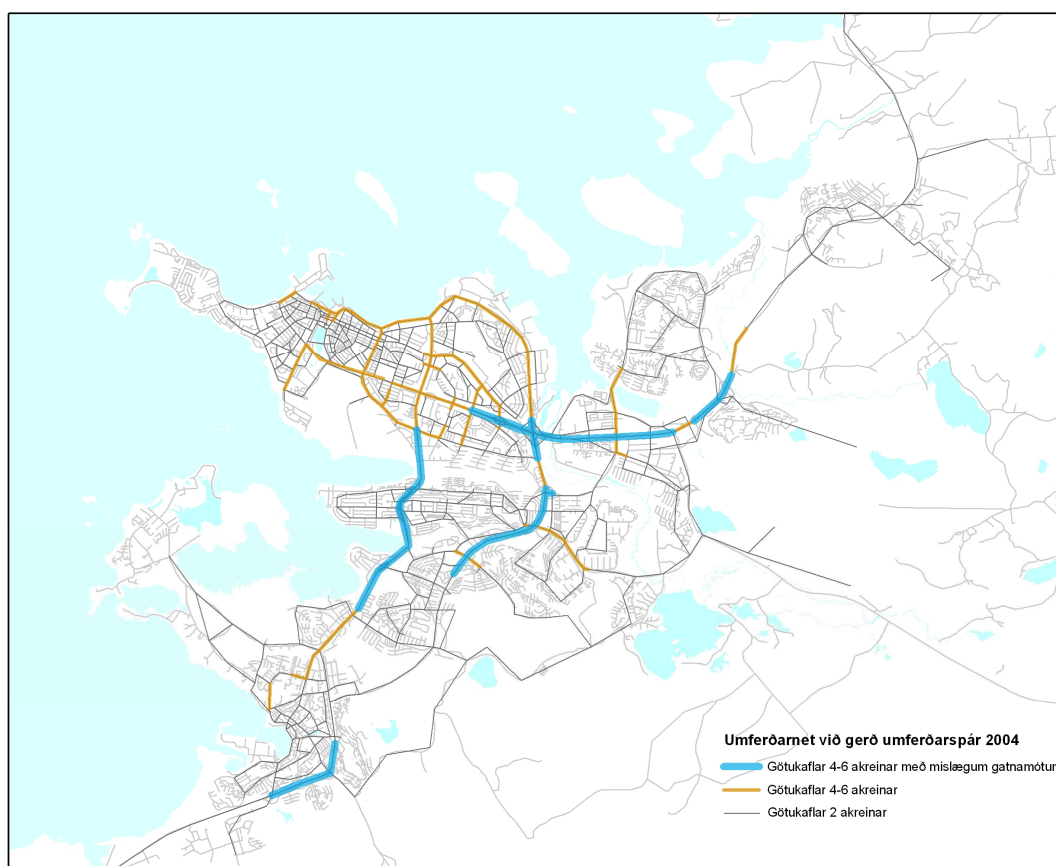 Umferðarnet við gerð umferðarspár 2004
Götukaflar 4-6 akreinar með mislægum gatnamótum
Götukaflar 4-6 akreinar
Götukaflar 2 akreinar